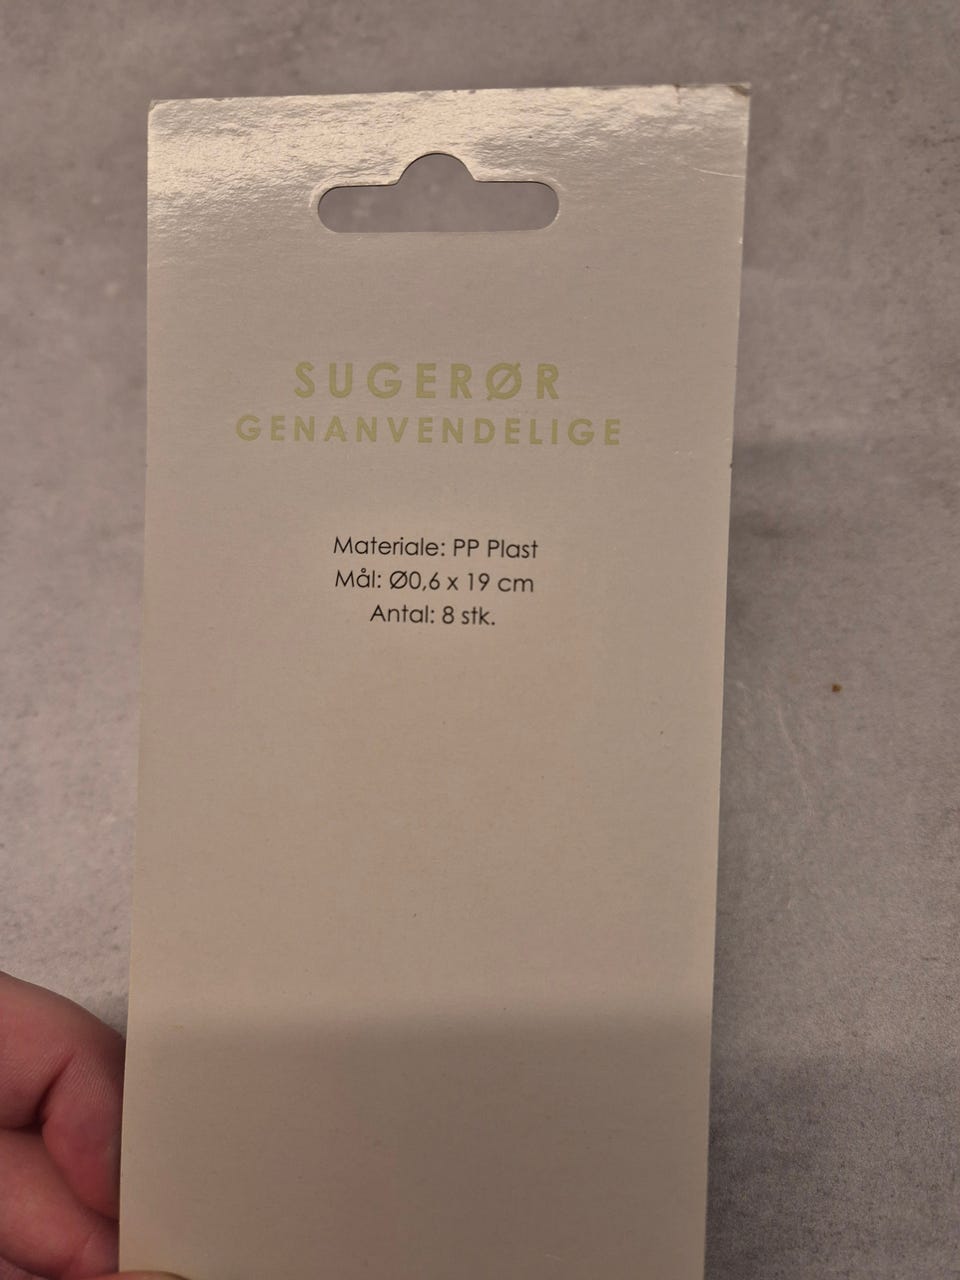 SUGERØR
GENANVENDELIGE
Materiale: PP Plast
Mål: Ø0,6 x 19 cm
Antal: 8 stk.